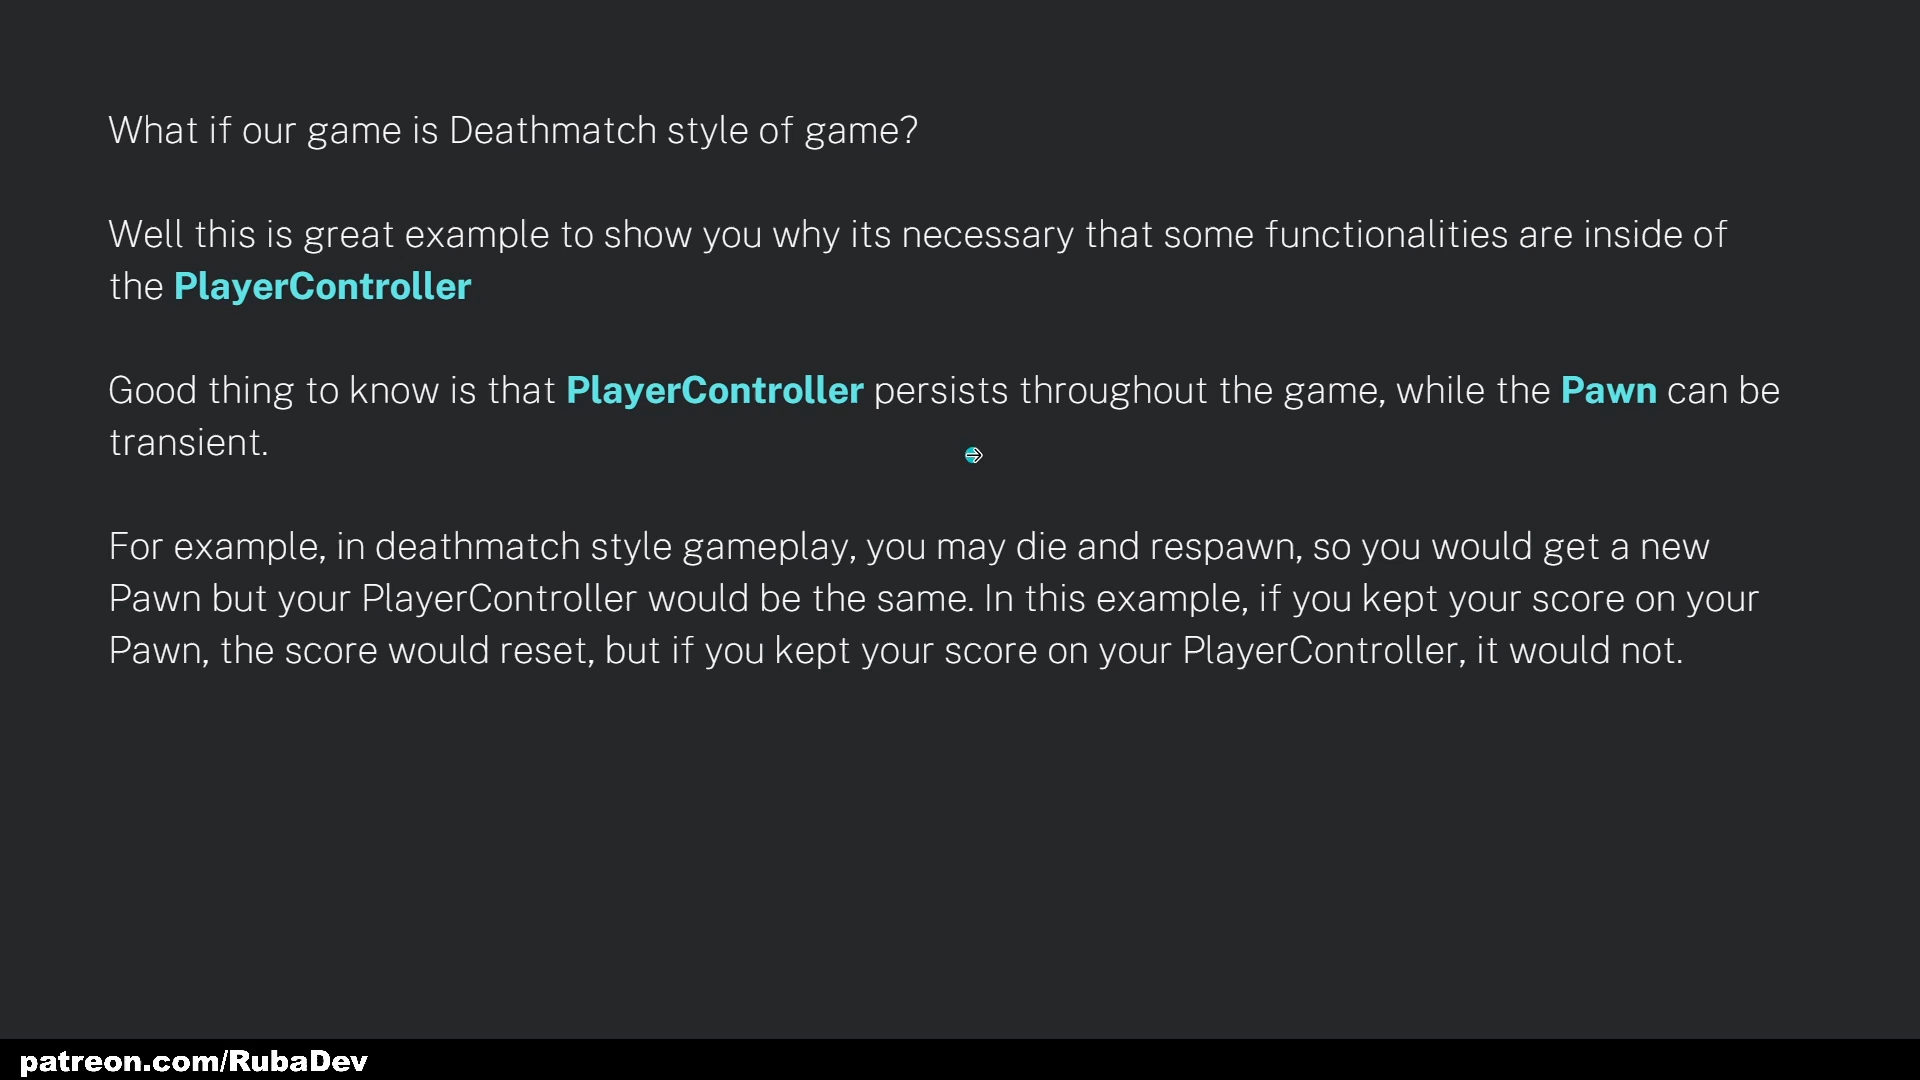 What if our game is Deathmatch style of game?
Well this is great example to show you why its necessary that some functionalities are inside of
the PlayerController
Good thing to know is that PlayerController persists throughout the game, while the Pawn can be
transient.
For example, in deathmatch style gameplay, you may die and respawn, so you would get a new
Pawn but your PlayerController would be the same. In this example, if you kept your score on your
Pawn, the score would reset, but if you kept your score on your PlayerController, it would not.
patreon.com/RubaDev